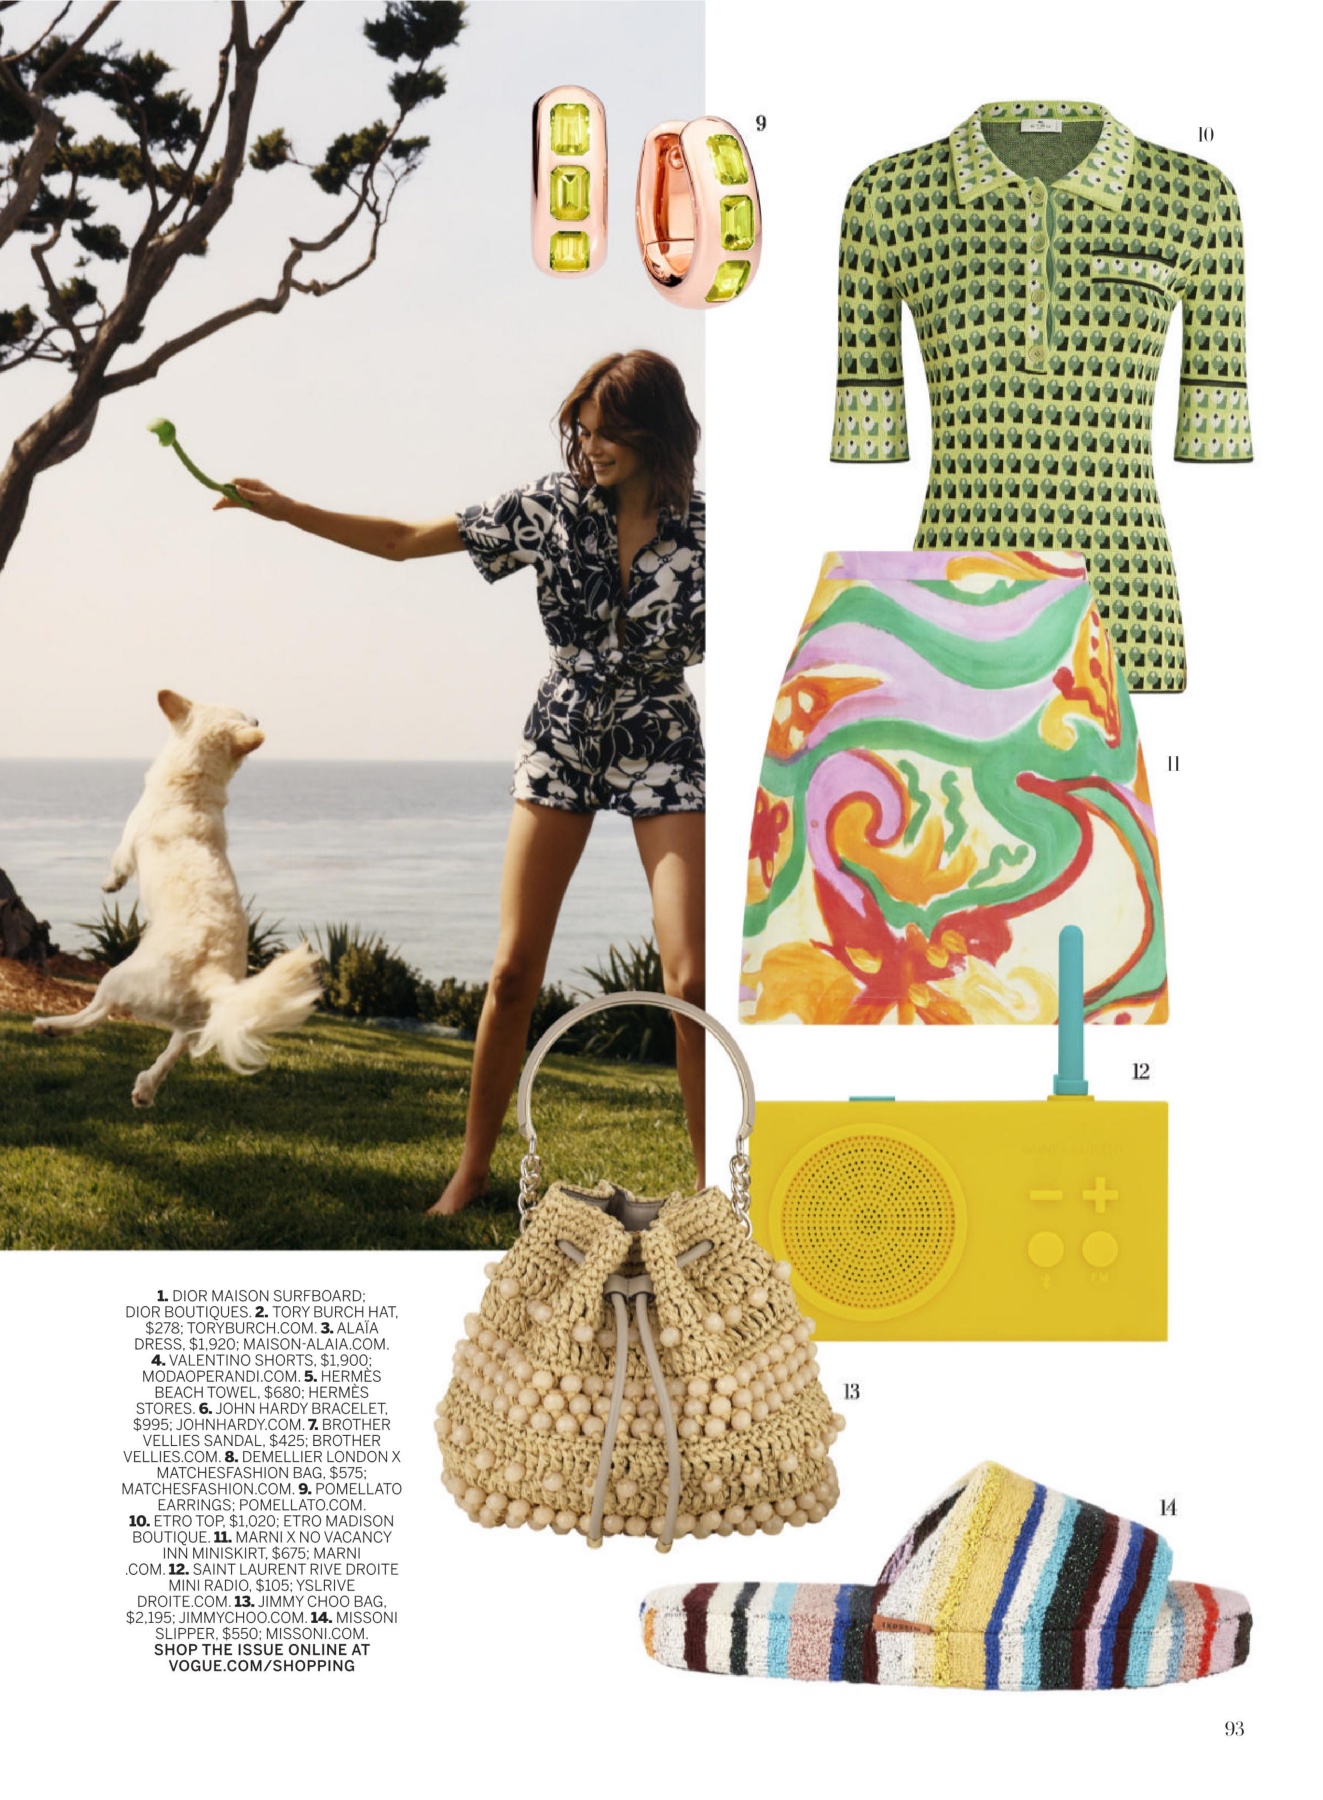 9
10
ETRO
11
12
13
14
1. DIOR MAISON SURFBOARD;
DIOR BOUTIQUES. 2. TORY BURCH HAT,
$278; TORYBURCH.COM. 3. ALAÏA
DRESS, $1,920; MAISON-ALAIA.COM.
4. VALENTINO SHORTS, $1,900;
MODAOPERANDI.COM. 5. HERMÈS
BEACH TOWEL, $680; HERMÈS
STORES. 6. JOHN HARDY BRACELET,
$995; JOHNHARDY.COM. 7. BROTHER
VELLIES SANDAL, $425; BROTHER
VELLIES.COM. 8. DEMELLIER LONDON X
MATCHESFASHION BAG, $575;
MATCHESFASHION.COM. 9. POMELLATO
EARRINGS; POMELLATO.COM.
10. ETRO TOP, $1,020; ETRO MADISON
BOUTIQUE. 11. MARNI X NO VACANCY
INN MINISKIRT, $675; MARNI
.COM. 12. SAINT LAURENT RIVE DROITE
MINI RADIO, $105; YSLRIVE
DROITE.COM. 13. JIMMY CHOO BAG,
$2,195; JIMMYCHOO.COM. 14. MISSONI
SLIPPER, $550; MISSONI.COM.
SHOP THE ISSUE ONLINE AT
VOGUE.COM/SHOPPING
MISSONI
93